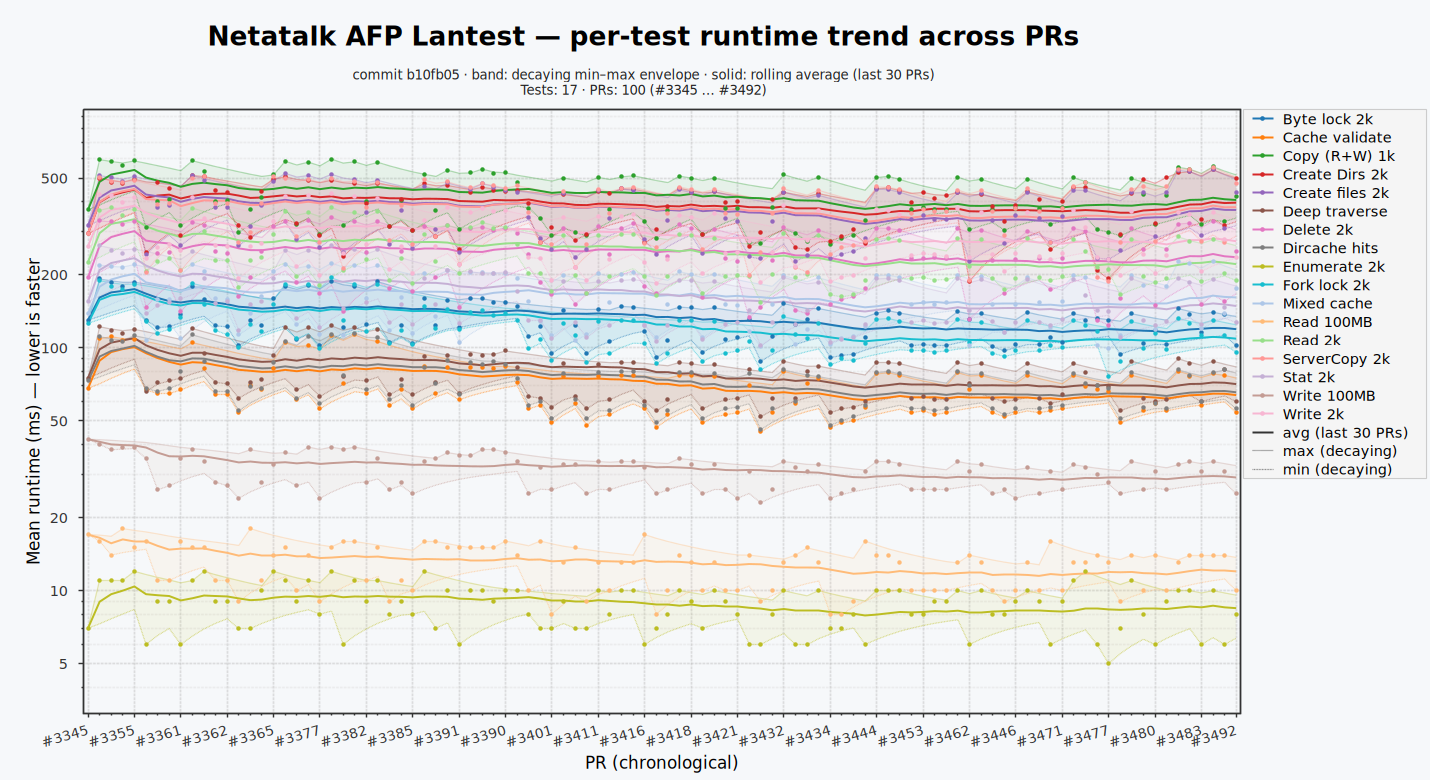 Netatalk AFP Lantest — per-test runtime trend across PRs
commit b10fb05 · band: decaying min–max envelope · solid: rolling average (last 30 PRs)
Tests: 17 · PRs: 100 (#3345 … #3492)
Mean runtime (ms) — lower is faster
500
200
100
50
20
10
5
#3345 #3355 #3361 #3362 #3365 #3377 #3382 #3385 #3391 #3390 #3401 #3411 #3416 #3418 #3421 #3432 #3434 #3444 #3453 #3462 #3446 #3471 #3477 #3480 #3483 #3492
PR (chronological)
Byte lock 2k
Cache validate
Copy (R+W) 1k
Create Dirs 2k
Create files 2k
Deep traverse
Delete 2k
Dircache hits
Enumerate 2k
Fork lock 2k
Mixed cache
Read 100MB
Read 2k
ServerCopy 2k
Stat 2k
Write 100MB
Write 2k
avg (last 30 PRs)
max (decaying)
min (decaying)